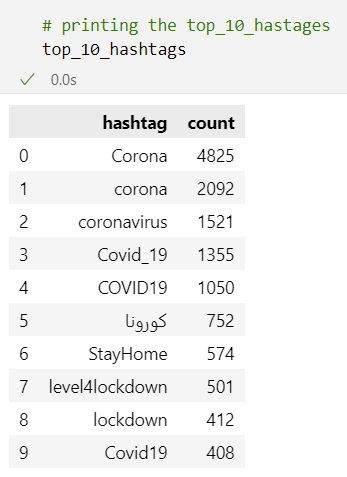 # printing the top_10_hastages
top_10_hashtags
0.0s
hashtag count
0 Corona 4825
1 corona 2092
2 coronavirus 1521
3 Covid_19 1355
4 COVID19 1050
5 كورونا 752
6 StayHome 574
7 level4lockdown 501
8 lockdown 412
9 Covid19 408